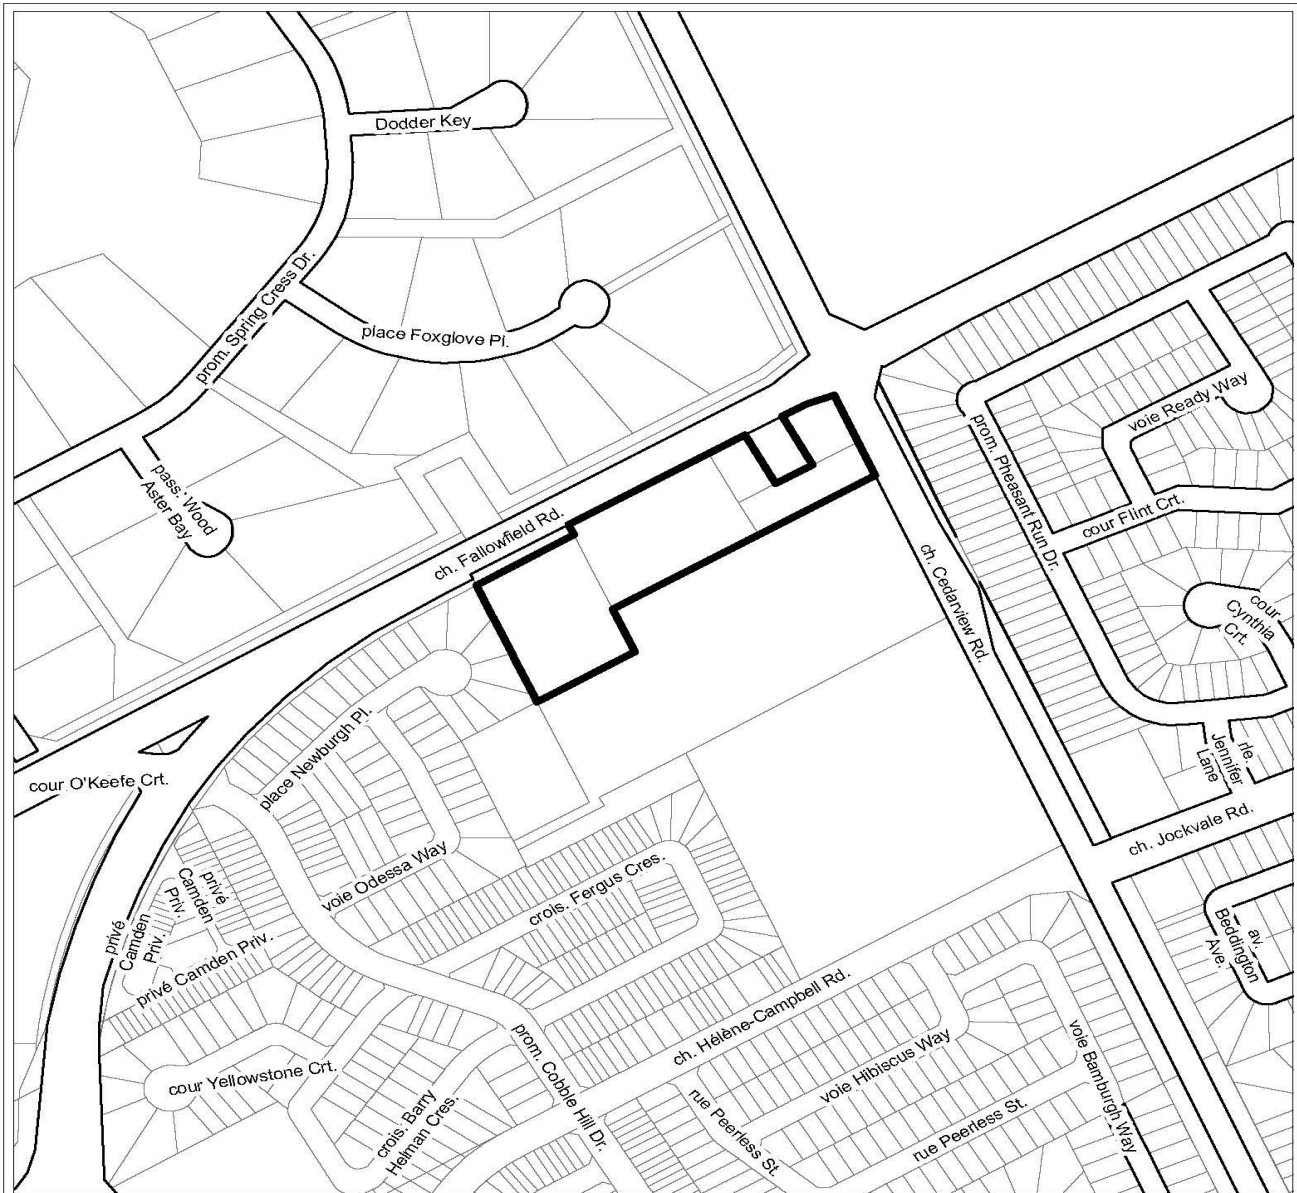 Dodder Key
prom. Spring Cress Dr.
place Foxglove Pl.
voie Ready Way
prom. Pheasant Run Dr.
pass. Wood
Aster Bay
ch. Fallowfield Rd.
cour Flint Crt.
ch. Cedarview Rd.
cour
Cynthia
Crt.
place Newburgh Pl.
cour O'Keefe Crt.
rle.
Jennifer
Lane
ch. Jockvale Rd.
voie Odessa Way
crois. Fergus Cres.
privé
Camden
Priv.
privé
Camden
Priv.
privé Camden Priv.
av.
Beddington
Ave.
ch. Hélène-Campbell Rd.
prom. Cobble Hill Dr.
cour Yellowstone Crt.
voie Hibiscus Way
voie Bamburgh Way
crois. Barry
Helman Cres.
rue Peerless St.
rue Peerless St.